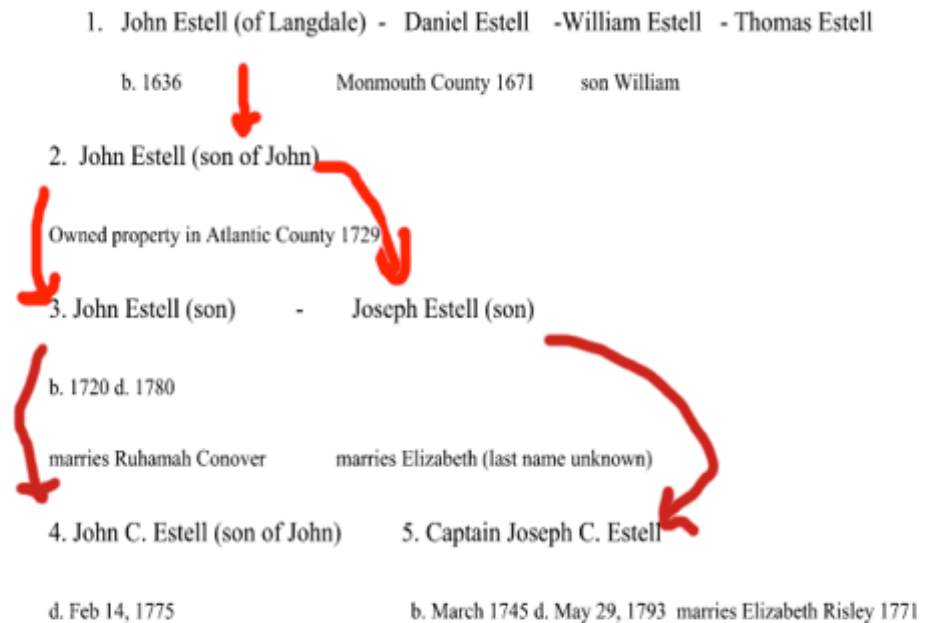 1. John Estell (of Langdale) - Daniel Estell -William Estell - Thomas Estell
b. 1636 Monmouth County 1671 son William
2. John Estell (son of John)
Owned property in Atlantic County 1729
3. John Estell (son) - Joseph Estell (son)
b. 1720 d. 1780
marries Ruhamah Conover marries Elizabeth (last name unknown)
4. John C. Estell (son of John) 5. Captain Joseph C. Estell
d. Feb 14, 1775 b. March 1745 d. May 29, 1793 marries Elizabeth Risley 1771